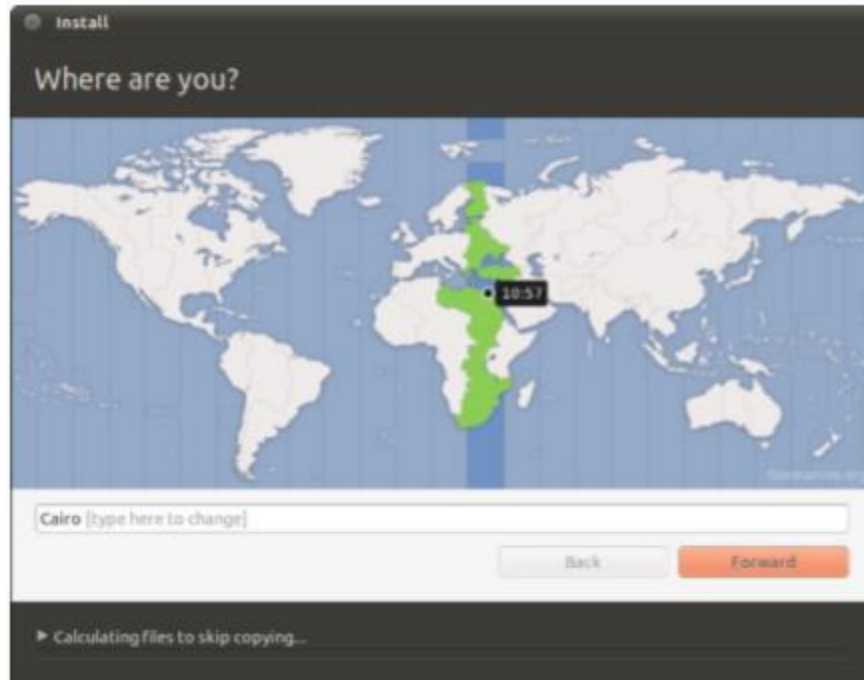 Install
Where are you?
10:57
Cairo [type here to change]
Back
Forward
Calculating files to skip copying...